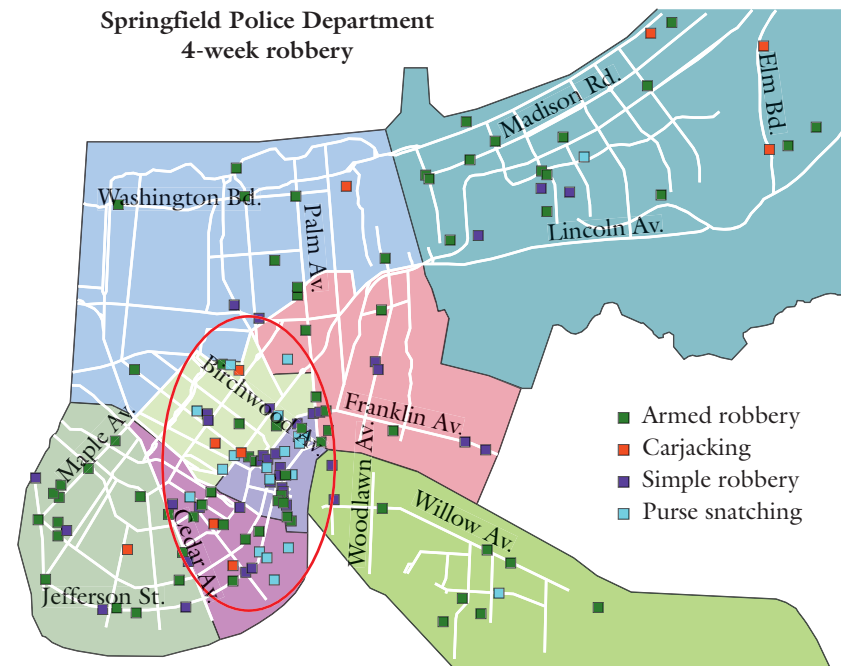 Springfield Police Department
4-week robbery
Madison Rd.
Elm Bd.
Washington Bd.
Palm Av.
Lincoln Av.
Birchwood Av.
Franklin Av.
Maple Av.
Woodlawn Av.
Willow Av.
Cedar Av.
Jefferson St.
Armed robbery
Carjacking
Simple robbery
Purse snatching